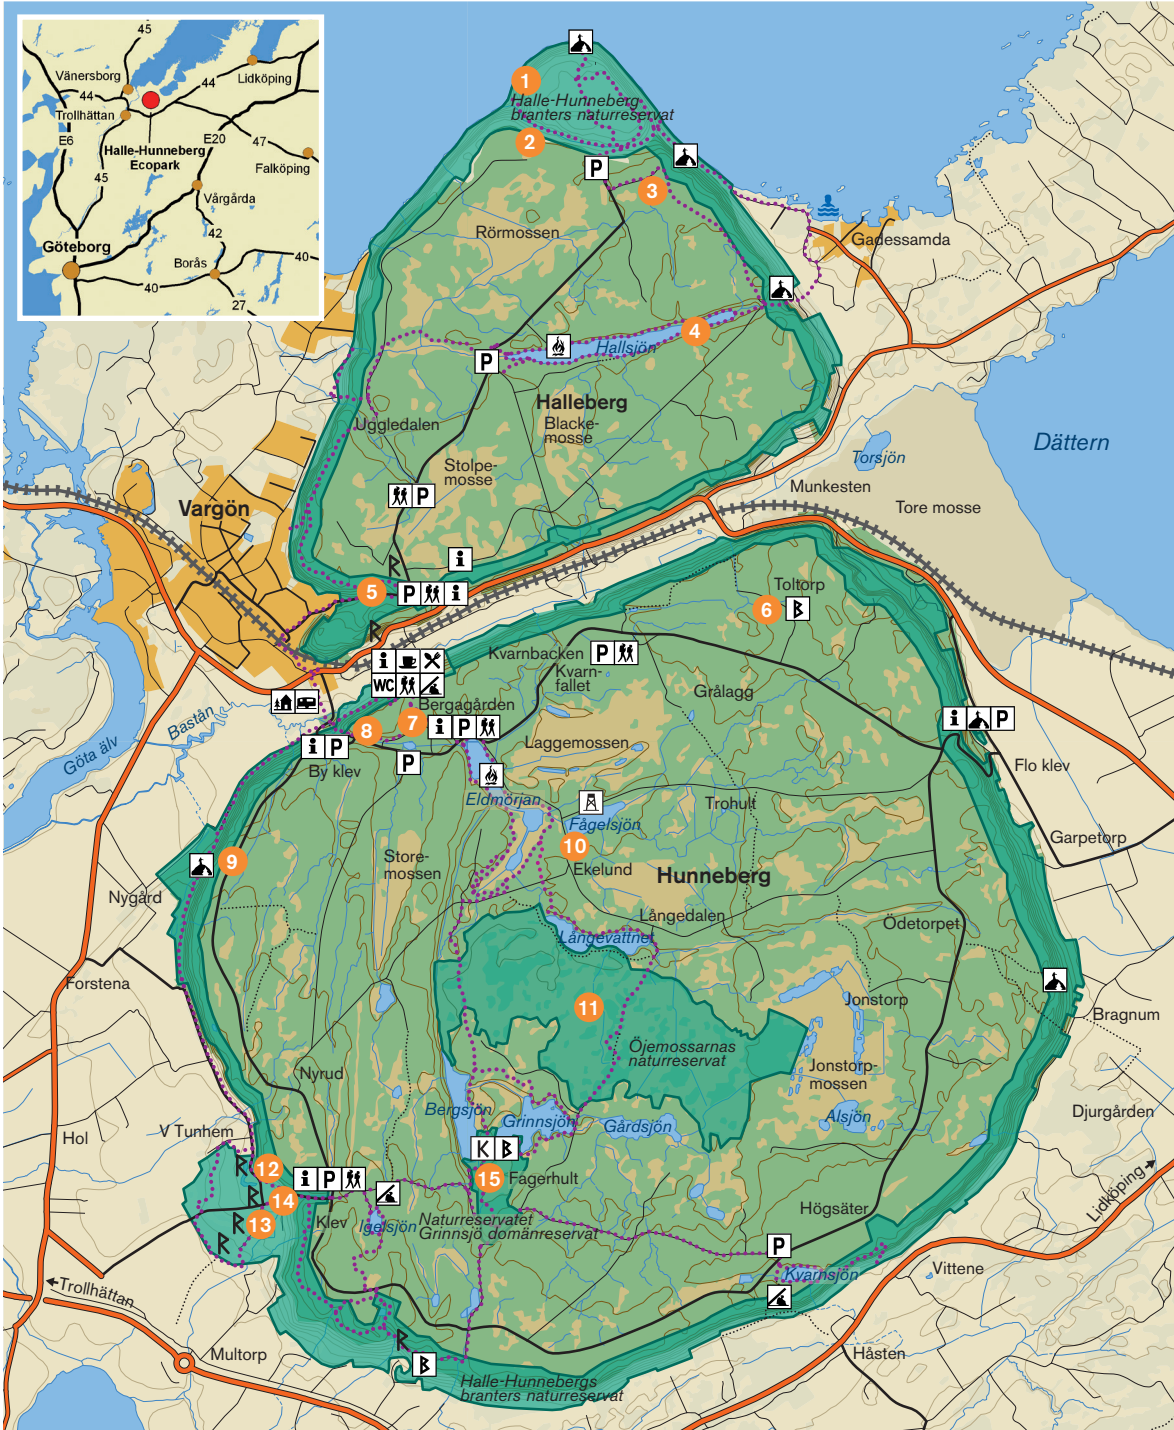 45
Vänersborg
44
44
Lidköping
Trollhättan
E6
E20
47
Halle-Hunneberg
Ecopark
Falköping
45
Vårgårda
42
Göteborg
Borås
40
40
27
1
Halle-Hunneberg
branters naturreservat
2
P
3
Gadessamda
Rörmossen
4
Hallsjön
P
Halleberg
Blacke-
mosse
Uggledalen
Dättern
Torsjön
Stolpe-
mosse
Munkesten
P
Vargön
Tore mosse
R
i
5
P
i
Toltorp
6
B
R
i
WC
Kvarnbacken
P
Kvarn-
fallet
Grålagg
Bergagården
Bastån
8
7
i
P
i
P
Göta älv
i
P
Laggemossen
P
By klev
Flo klev
Eldmörjan
Trohult
Fågelsjön
Garpetorp
10
9
Store-
mossen
Ekelund
Hunneberg
Nygård
Långedalen
Ödetorpet
Långevattnet
Forstena
Jonstorp
11
Bragnum
Öjemossarnas
naturreservat
Jonstorp-
mossen
Nyrud
Bergsjön
Grinnsjön
Gårdsjön
Alsjön
Djurgården
Hol
V Tunhem
K
B
R
12
i
P
15
Fagerhult
R
14
Högsäter
Lidköping
R
13
Klev
Igelsjön
Naturreservatet
Grinnsjö domänreservat
R
P
Kvarnsjön
Vittene
Trollhättan
R
Multorp
B
Håsten
Halle-Hunnebergs
branters naturreservat